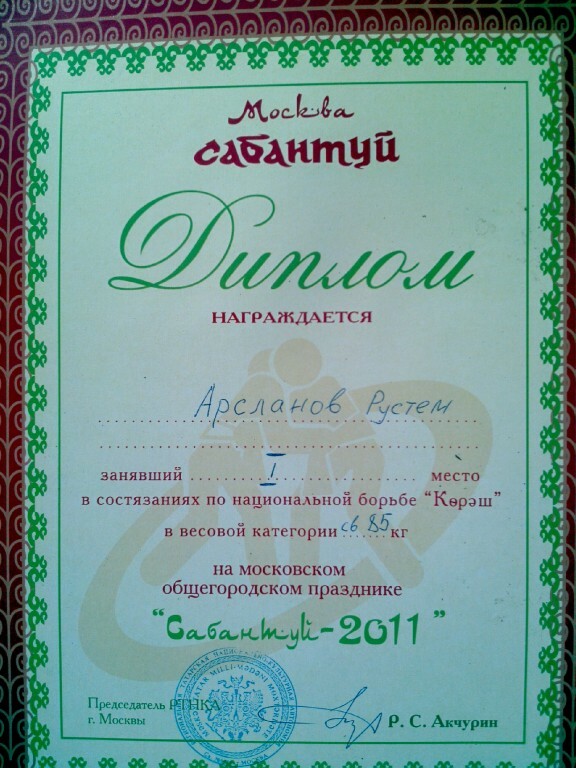 Москва
сабантуй
Диплом
НАГРАЖДАЕТСЯ
Арсланов Рустем
занявший I место
в состязаниях по национальной борьбе "Көрәш"
в весовой категории св 85 кг
на московском
общегородском празднике
"Сабантуй-2011"
Председатель РТНКА
г. Москвы
Р. С. Акчурин